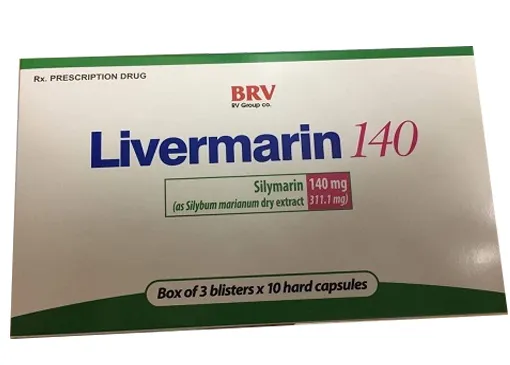 Rx. PRESCRIPTION DRUG
BRV
BV Group co.
Livermarin 140
Silymarin 140 mg
(as Silybum marianum dry extract 311.1 mg)
Box of 3 blisters x 10 hard capsules